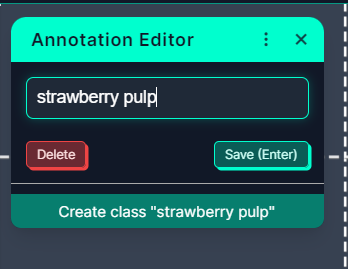 Annotation Editor
strawberry pulp
Delete Save (Enter)
Create class "strawberry pulp"